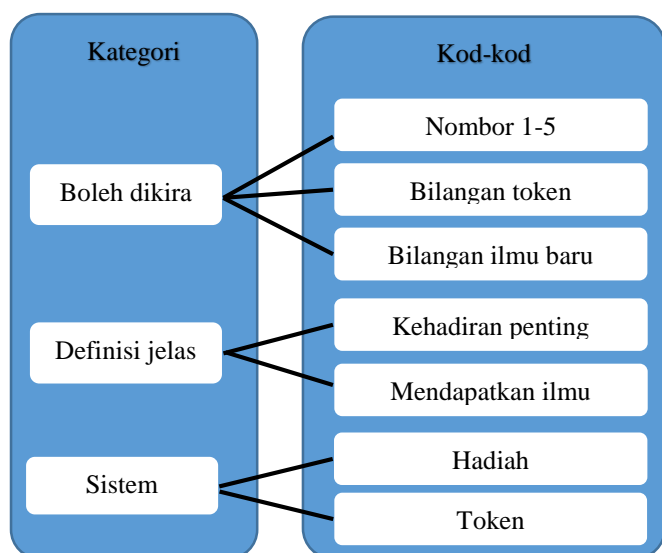 Kategori
Kod-kod
Nombor 1-5
Boleh dikira
Bilangan token
Bilangan ilmu baru
Kehadiran penting
Definisi jelas
Mendapatkan ilmu
Hadiah
Sistem
Token